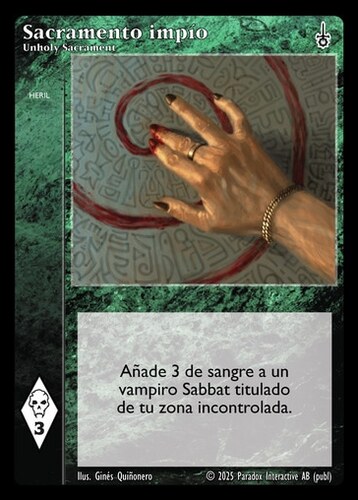 Sacramento impío
Unholy Sacrament
HERIL
Añade 3 de sangre a un
vampiro Sabbat titulado
de tu zona incontrolada.
3
Ilus. Ginés Quiñonero © 2025 Paradox Interactive AB (publ)